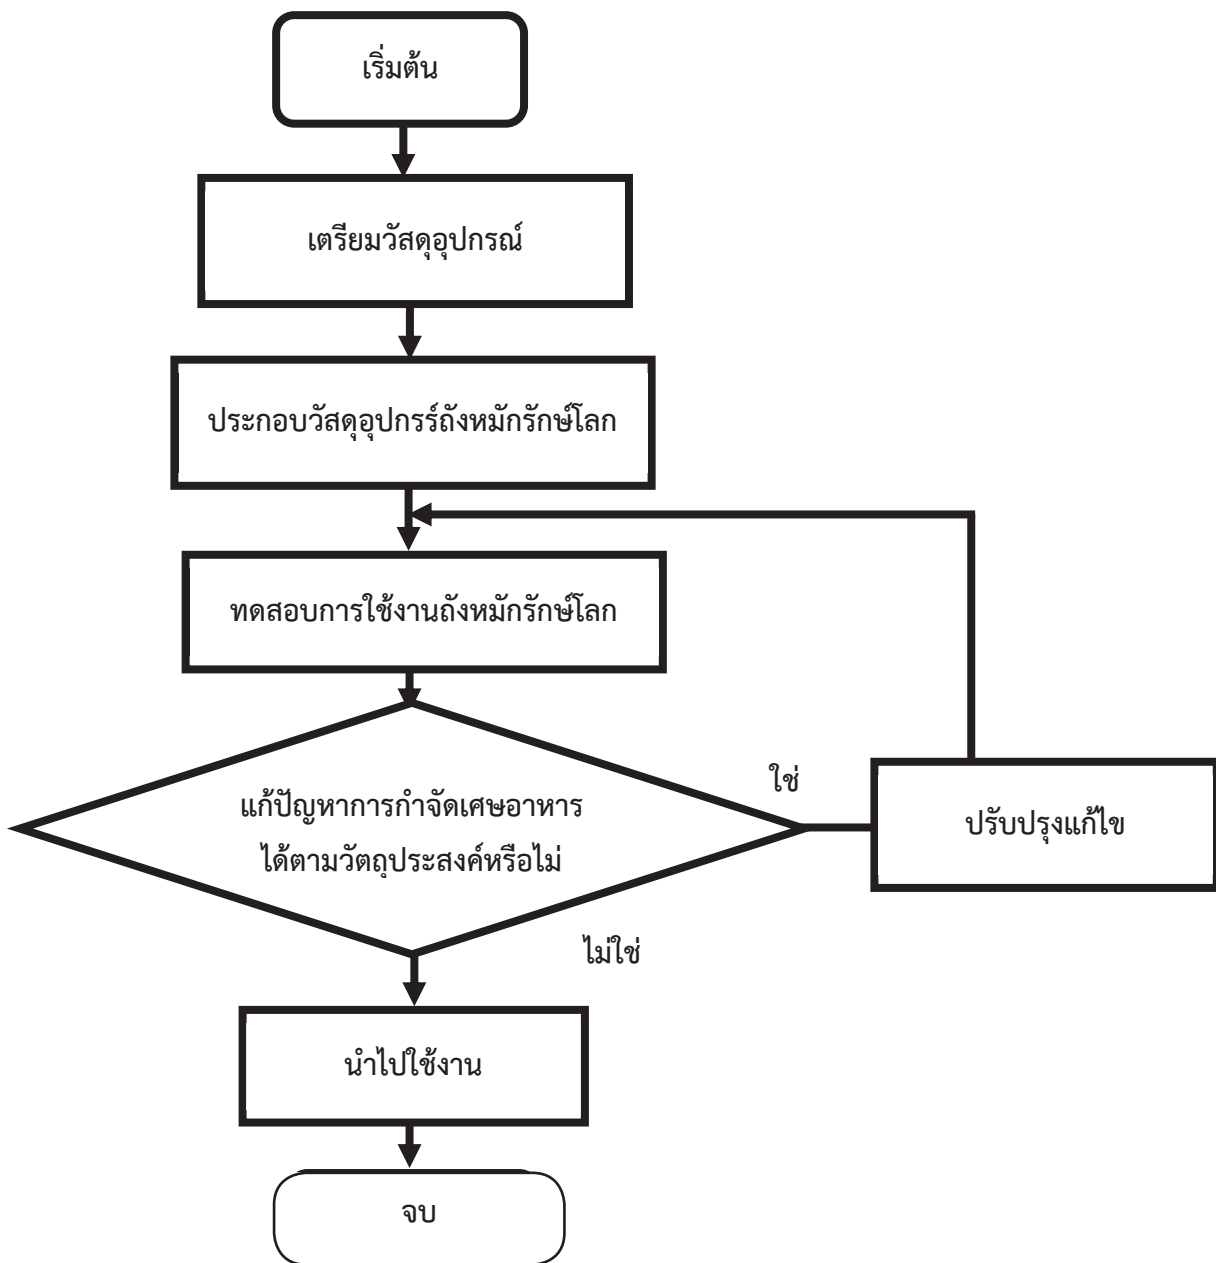 เริ่มต้น
เตรียมวัสดุอุปกรณ์
ประกอบวัสดุอุปกรร์ถังหมักรักษ์โลก
ทดสอบการใช้งานถังหมักรักษ์โลก
แก้ปัญหาการกำจัดเศษอาหาร
ได้ตามวัตถุประสงค์หรือไม่
ใช่
ปรับปรุงแก้ไข
ไม่ใช่
นำไปใช้งาน
จบ